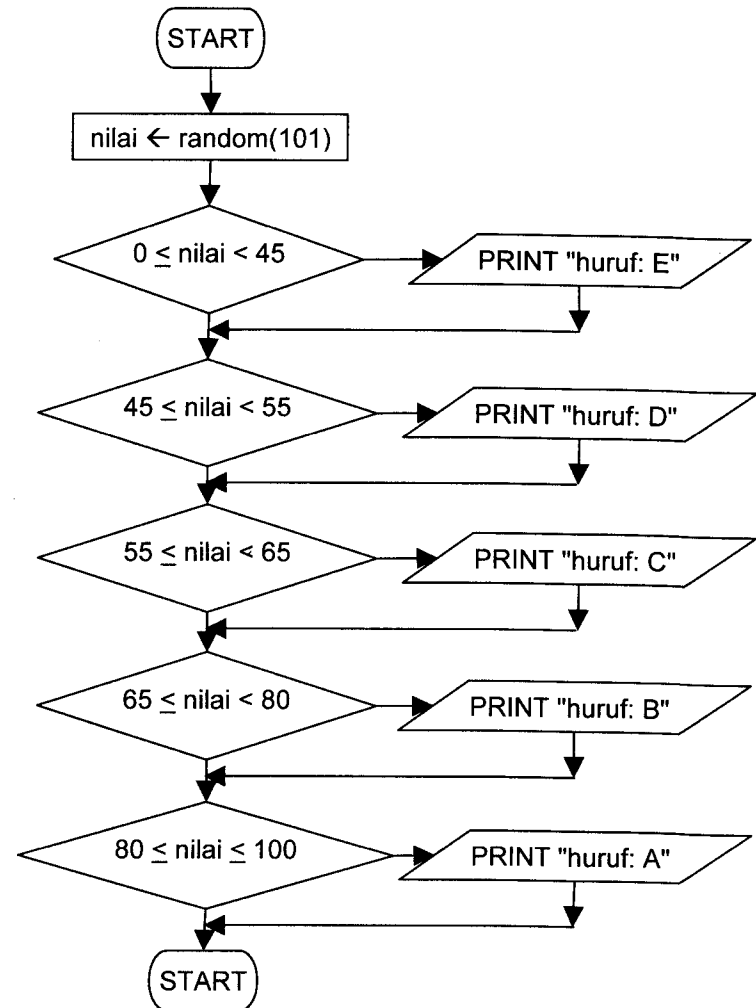 START
nilai ← random(101)
0 ≤ nilai < 45
PRINT "huruf: E"
45 ≤ nilai < 55
PRINT "huruf: D"
55 ≤ nilai < 65
PRINT "huruf: C"
65 ≤ nilai < 80
PRINT "huruf: B"
80 ≤ nilai ≤ 100
PRINT "huruf: A"
START